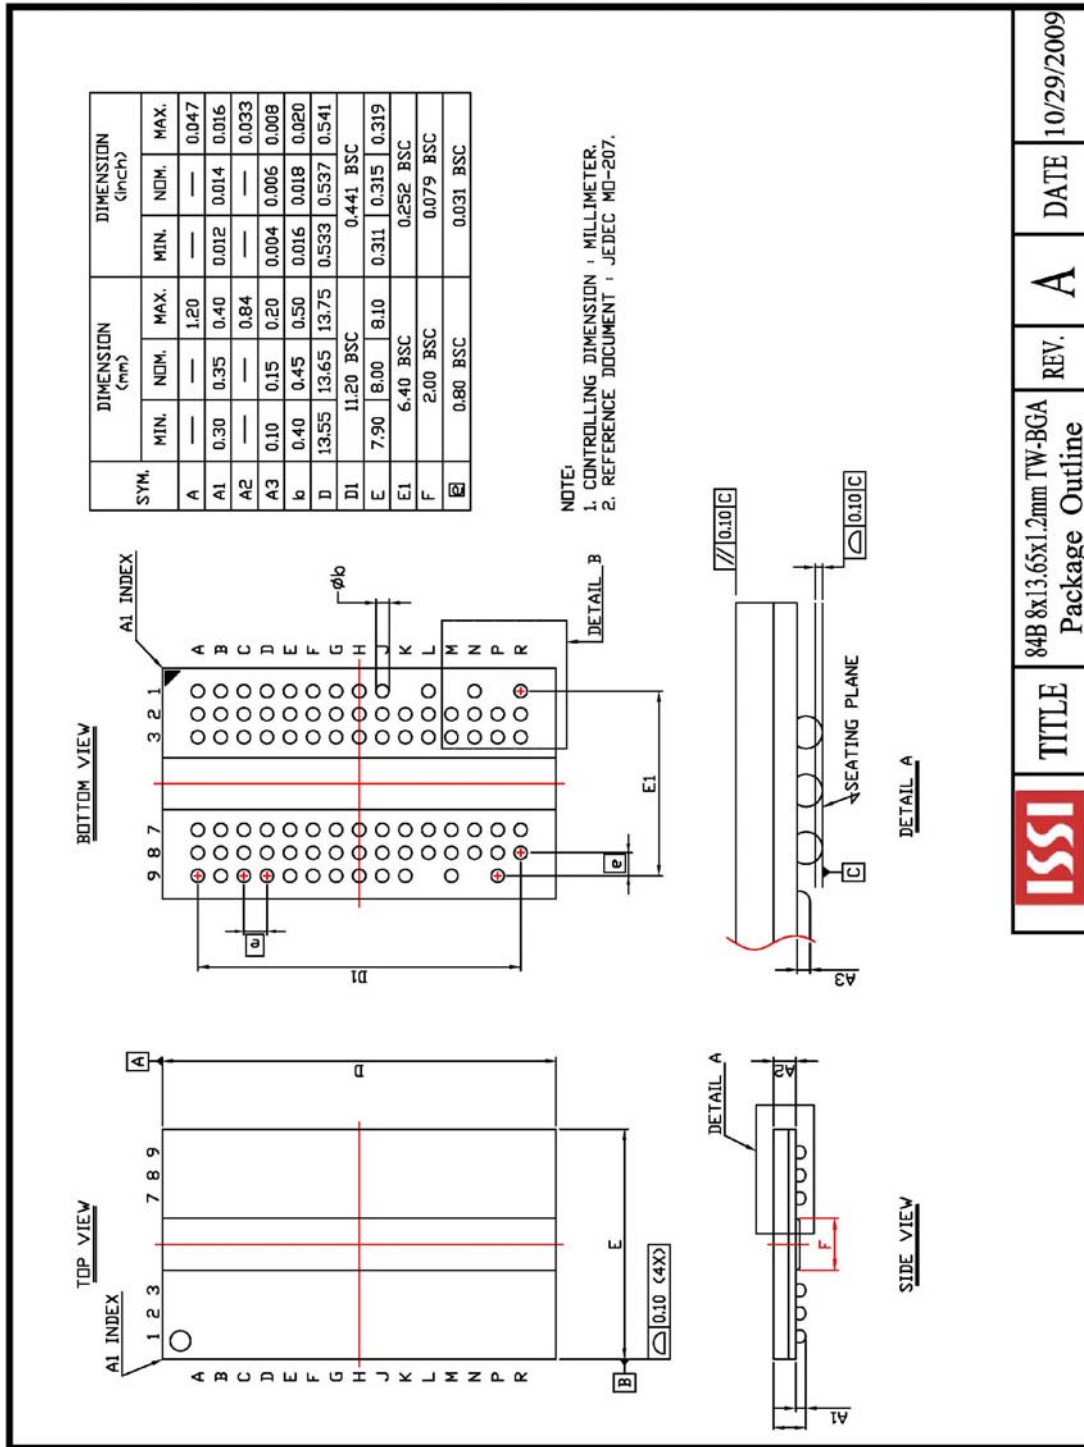 TOP VIEW
A1 INDEX
1 2 3 7 8 9
A
B
C
D
E
F
G
H
J
K
L
M
N
P
R
A
B
D
E
0.10 (4X)
BOTTOM VIEW
A1 INDEX
9 8 7 3 2 1
A
B
C
D
E
F
G
H
J
K
L
M
N
P
R
Øb
e
e
D1
E1
DETAIL B
SYM. DIMENSION (mm) DIMENSION (inch)
MIN. NOM. MAX. MIN. NOM. MAX.
A — — 1.20 — — 0.047
A1 0.30 0.35 0.40 0.012 0.014 0.016
A2 — — 0.84 — — 0.033
A3 0.10 0.15 0.20 0.004 0.006 0.008
b 0.40 0.45 0.50 0.016 0.018 0.020
D 13.55 13.65 13.75 0.533 0.537 0.541
D1 11.20 BSC 0.441 BSC
E 7.90 8.00 8.10 0.311 0.315 0.319
E1 6.40 BSC 0.252 BSC
F 2.00 BSC 0.079 BSC
e 0.80 BSC 0.031 BSC
NOTE:
1. CONTROLLING DIMENSION : MILLIMETER.
2. REFERENCE DOCUMENT : JEDEC MO-207.
DETAIL A
A2
A1
F
SIDE VIEW
// 0.10 C
0.10 C
SEATING PLANE
C
A3
DETAIL A
ISSI
TITLE
84B 8x13.65x1.2mm TW-BGA
Package Outline
REV. A
DATE 10/29/2009